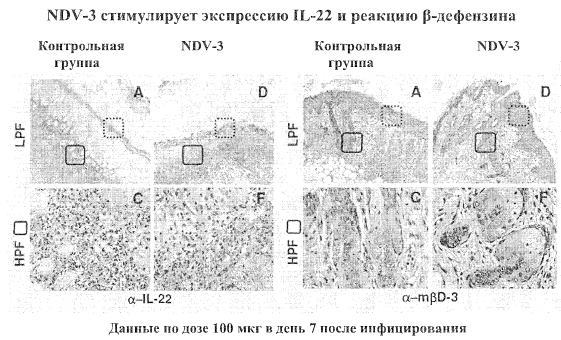 NDV-3 стимулирует экспрессию IL-22 и реакцию β-дефензина
Контрольная группа
NDV-3
Контрольная группа
NDV-3
LPF
A
D
LPF
A
D
HPF
C
F
HPF
C
F
α–IL-22
α–mβD-3
Данные по дозе 100 мкг в день 7 после инфицирования